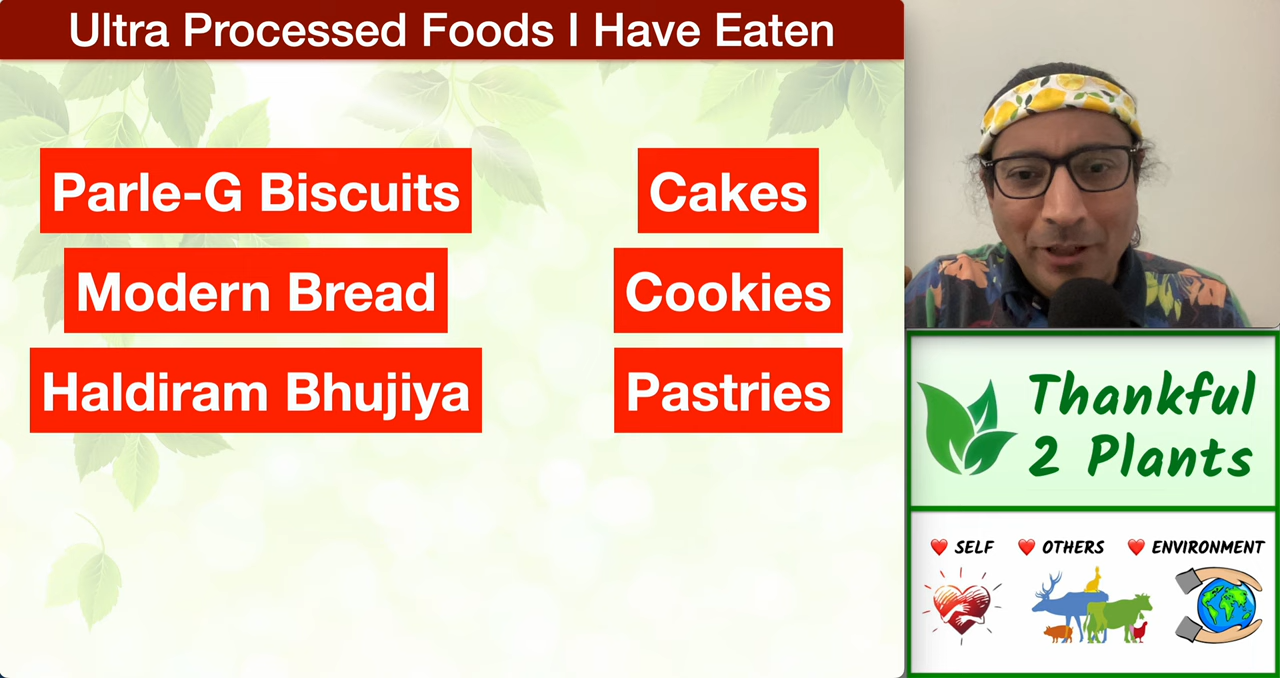 Ultra Processed Foods I Have Eaten
Parle-G Biscuits
Modern Bread
Haldiram Bhujiya
Cakes
Cookies
Pastries
Thankful
2 Plants
SELF
OTHERS
ENVIRONMENT